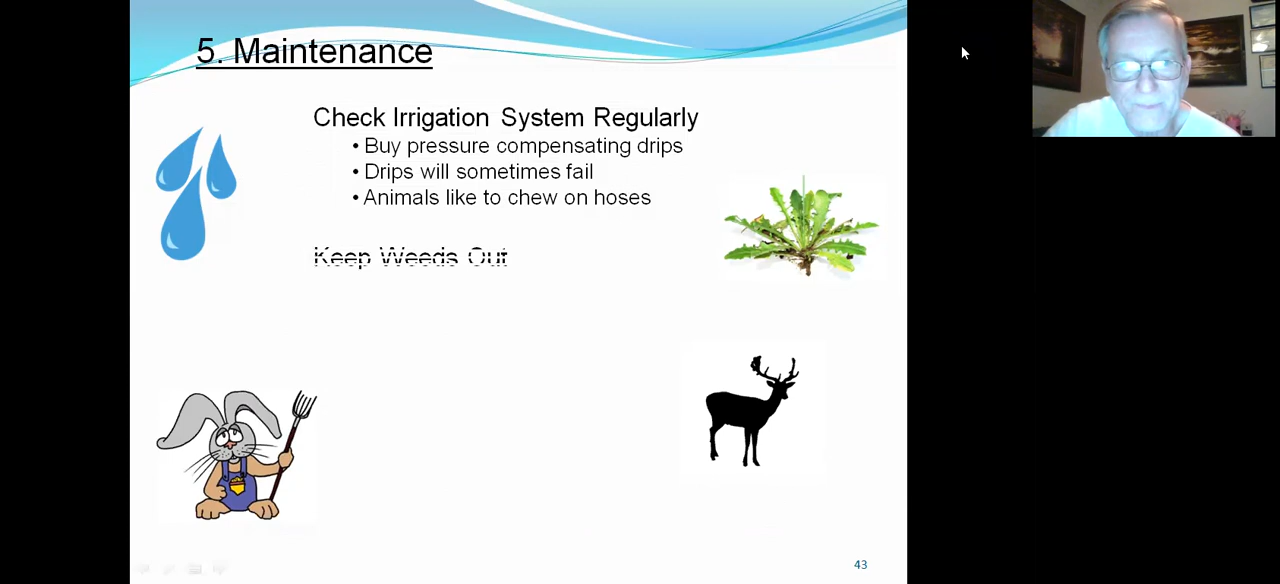 5. Maintenance
Check Irrigation System Regularly
• Buy pressure compensating drips
• Drips will sometimes fail
• Animals like to chew on hoses
Keep Weeds Out
43